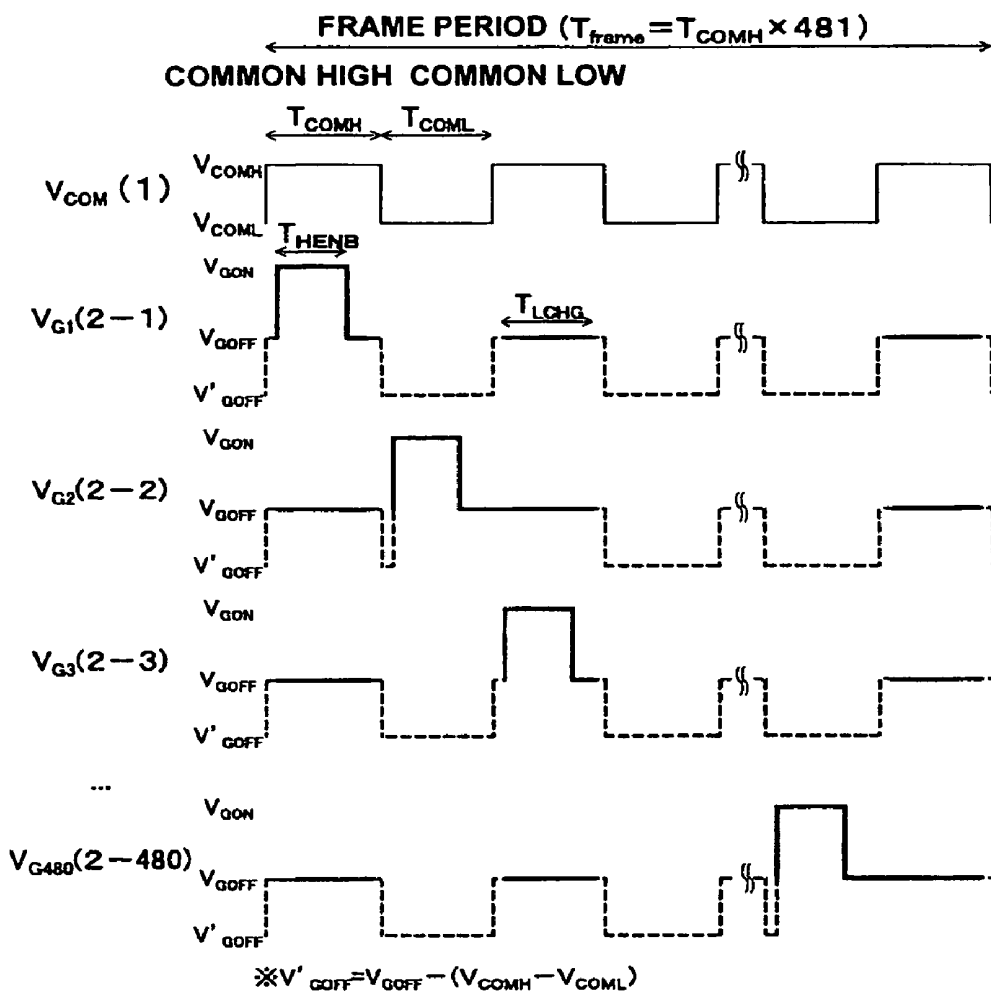 FRAME PERIOD (Tframe=TCOMH×481)
COMMON HIGH COMMON LOW
TCOMH TCOML
VCOM (1)
VCOMH
VCOML
THENB
VG1(2-1)
VGON
VGOFF
V'GOFF
TLCHG
VG2(2-2)
VGON
VGOFF
V'GOFF
VG3(2-3)
VGON
VGOFF
V'GOFF
...
VG480(2-480)
VGON
VGOFF
V'GOFF
※V'GOFF=VGOFF-(VCOMH-VCOML)